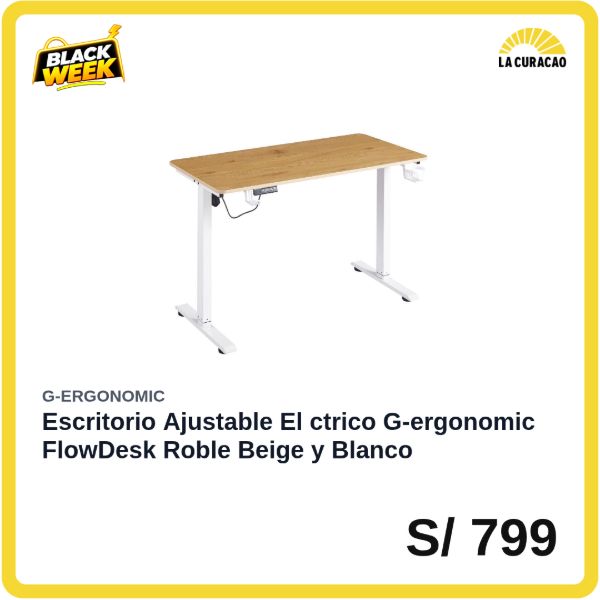 BLACK
WEEK
LA CURACAO
G-ERGONOMIC
Escritorio Ajustable El ctrico G-ergonomic
FlowDesk Roble Beige y Blanco
S/ 799